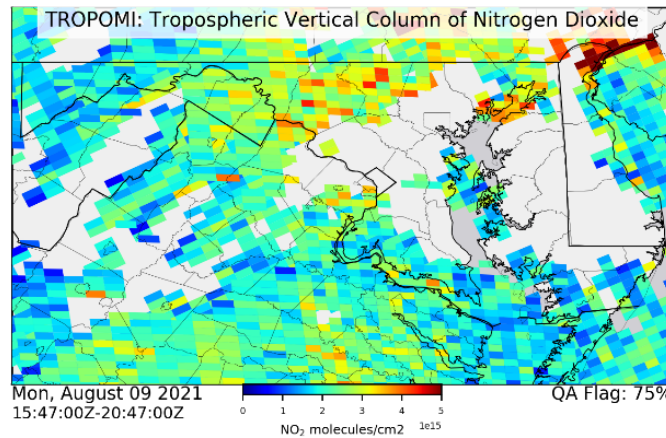 TROPOMI: Tropospheric Vertical Column of Nitrogen Dioxide
Mon, August 09 2021
15:47:00Z-20:47:00Z
QA Flag: 75%
0 1 2 3 4 5
1e15
NO₂ molecules/cm2